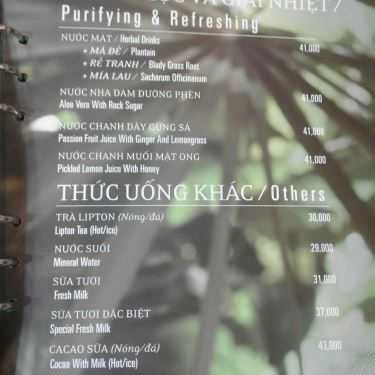 VÀ GIẢI NHIỆT /
Purifying & Refreshing
NƯỚC MÁT / Herbal Drinks 41,000
+ MÃ ĐỀ / Plantain
+ RỄ TRANH / Blady Grass Root
+ MÍA LAU / Sacharum Officinarum
NƯỚC NHA ĐAM ĐƯỜNG PHÈN 41,000
Aloe Vera With Rock Sugar
NƯỚC CHANH DÂY GỪNG SẢ 41,000
Passion Fruit Juice With Ginger And Lemongrass
NƯỚC CHANH MUỐI MẬT ONG 41,000
Pickled Lemon Juice With Honey
THỨC UỐNG KHÁC / Others
TRÀ LIPTON (Nóng/đá) 30,000
Lipton Tea (Hot/ice)
NƯỚC SUỐI 29,000
Mineral Water
SỮA TƯƠI 31,000
Fresh Milk
SỮA TƯƠI ĐẶC BIỆT 37,000
Special Fresh Milk
CACAO SỮA (Nóng/đá) 43,000
Cocoa With Milk (Hot/ice)